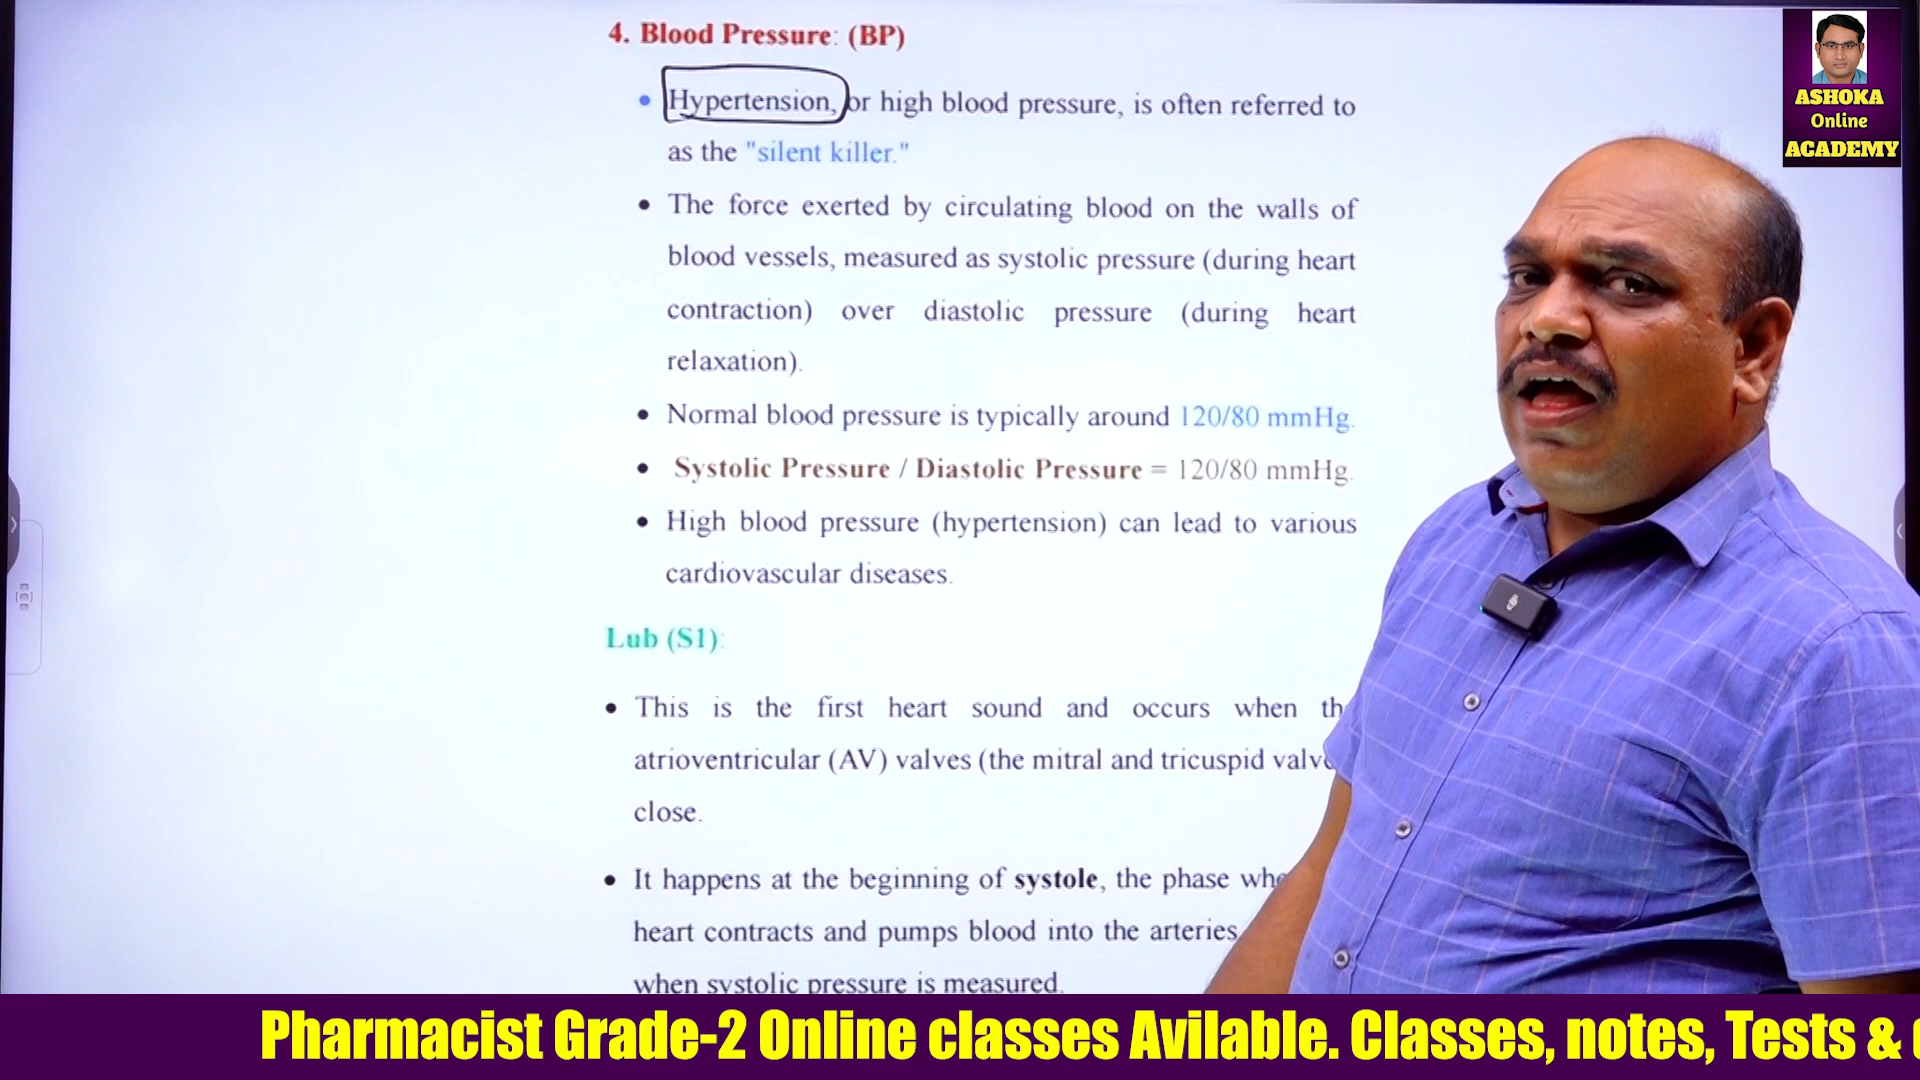 4. Blood Pressure: (BP)
• Hypertension, or high blood pressure, is often referred to
as the "silent killer."
• The force exerted by circulating blood on the walls of
blood vessels, measured as systolic pressure (during heart
contraction) over diastolic pressure (during heart
relaxation).
• Normal blood pressure is typically around 120/80 mmHg.
• Systolic Pressure / Diastolic Pressure = 120/80 mmHg.
• High blood pressure (hypertension) can lead to various
cardiovascular diseases.
Lub (S1):
• This is the first heart sound and occurs when
atrioventricular (AV) valves (the mitral and tricuspid
close.
• It happens at the beginning of systole, the phase
heart contracts and pumps blood into the arteries
when systolic pressure is measured.
ASHOKA
Online
ACADEMY
Pharmacist Grade-2 Online classes Avilable. Classes, notes, Tests &